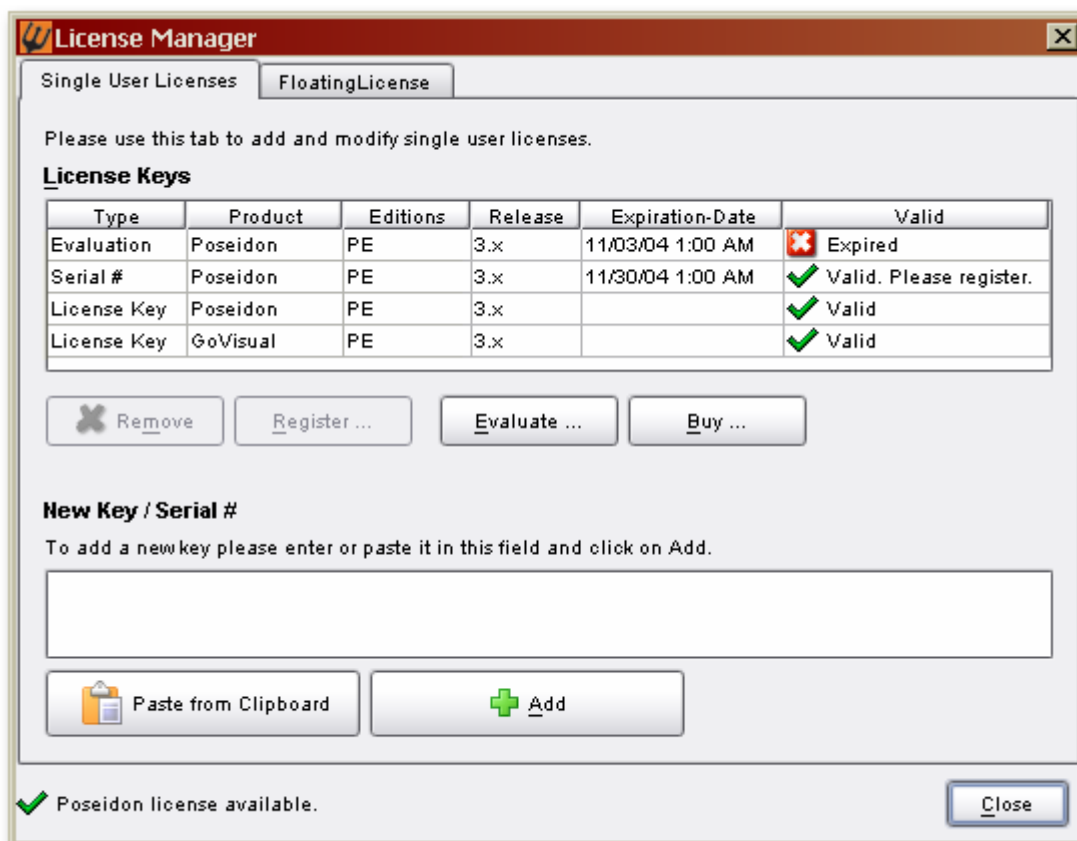 License Manager
Single User Licenses FloatingLicense
Please use this tab to add and modify single user licenses.
License Keys
Type Product Editions Release Expiration-Date Valid
Evaluation Poseidon PE 3.x 11/03/04 1:00 AM Expired
Serial # Poseidon PE 3.x 11/30/04 1:00 AM Valid. Please register.
License Key Poseidon PE 3.x Valid
License Key GoVisual PE 3.x Valid
Remove Register ... Evaluate ... Buy ...
New Key / Serial #
To add a new key please enter or paste it in this field and click on Add.
Paste from Clipboard Add
Poseidon license available. Close